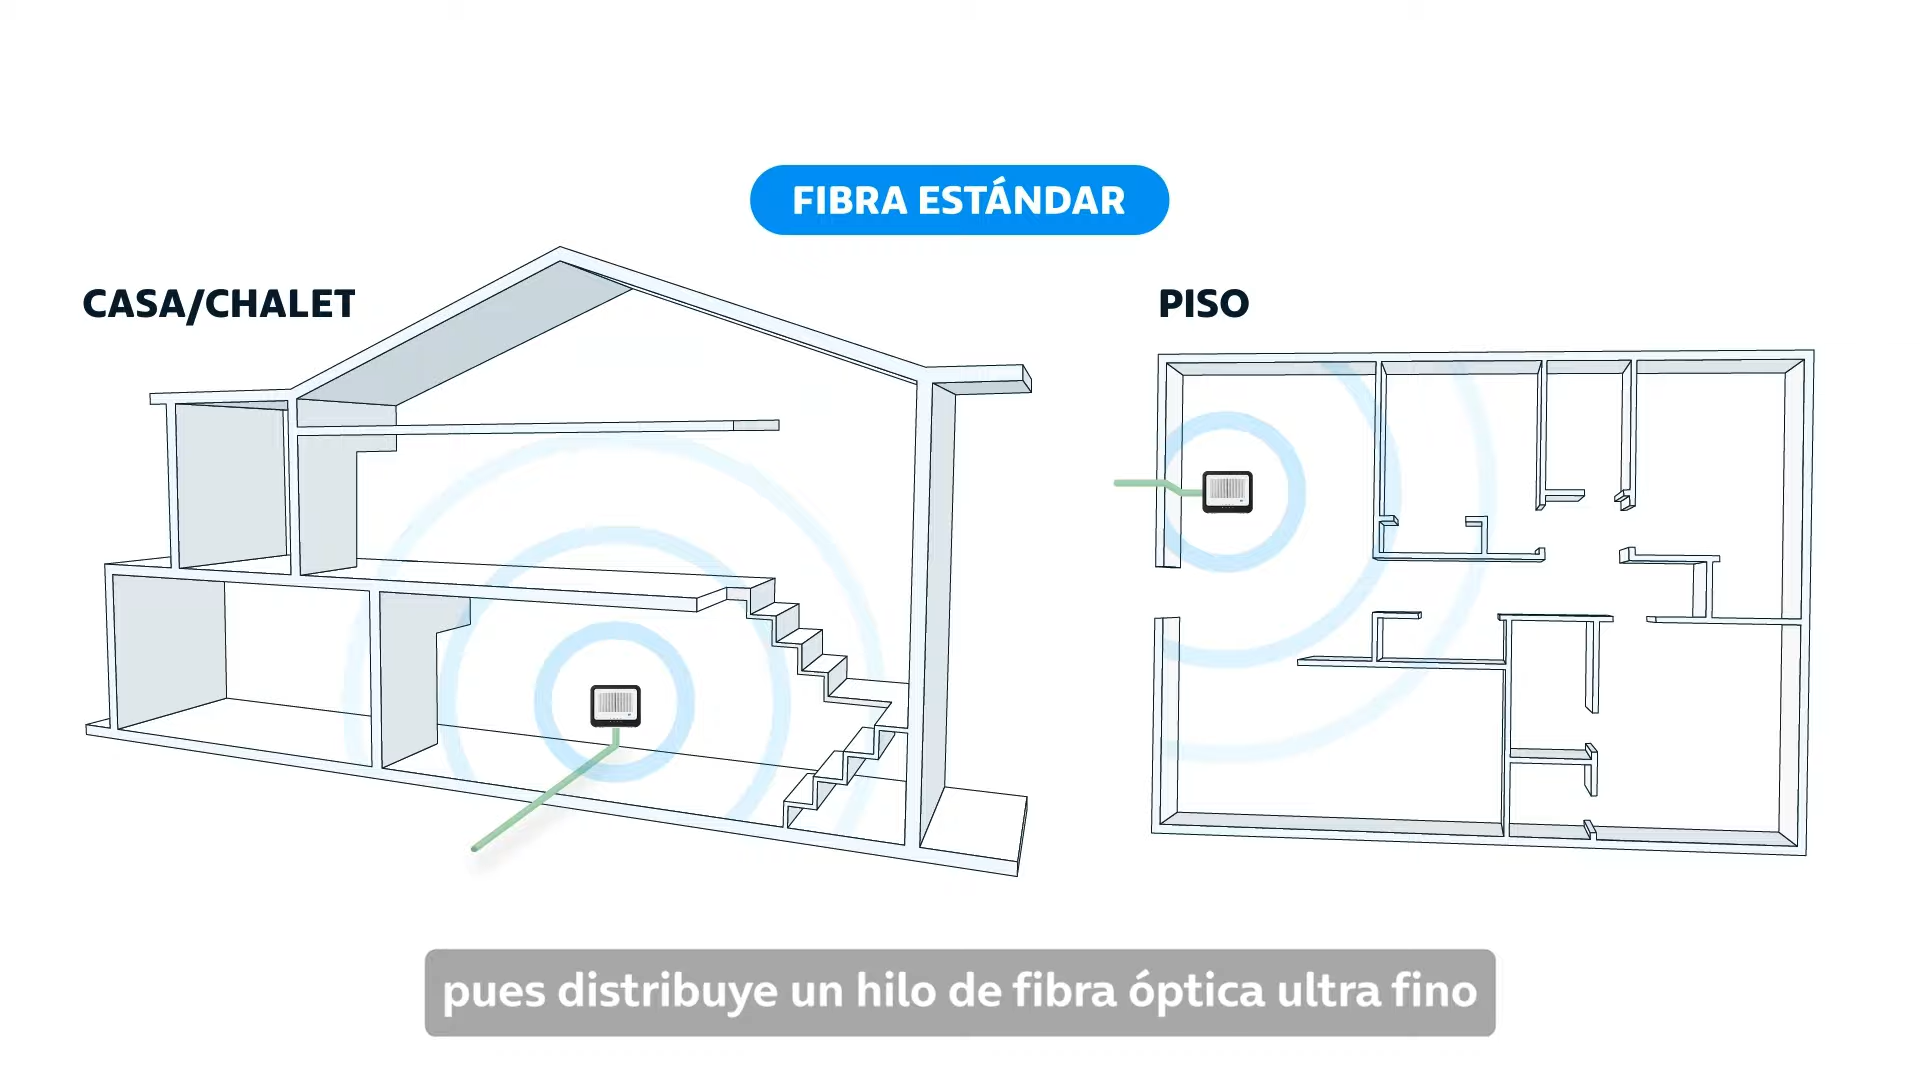 FIBRA ESTÁNDAR
CASA/CHALET
PISO
pues distribuye un hilo de fibra óptica ultra fino